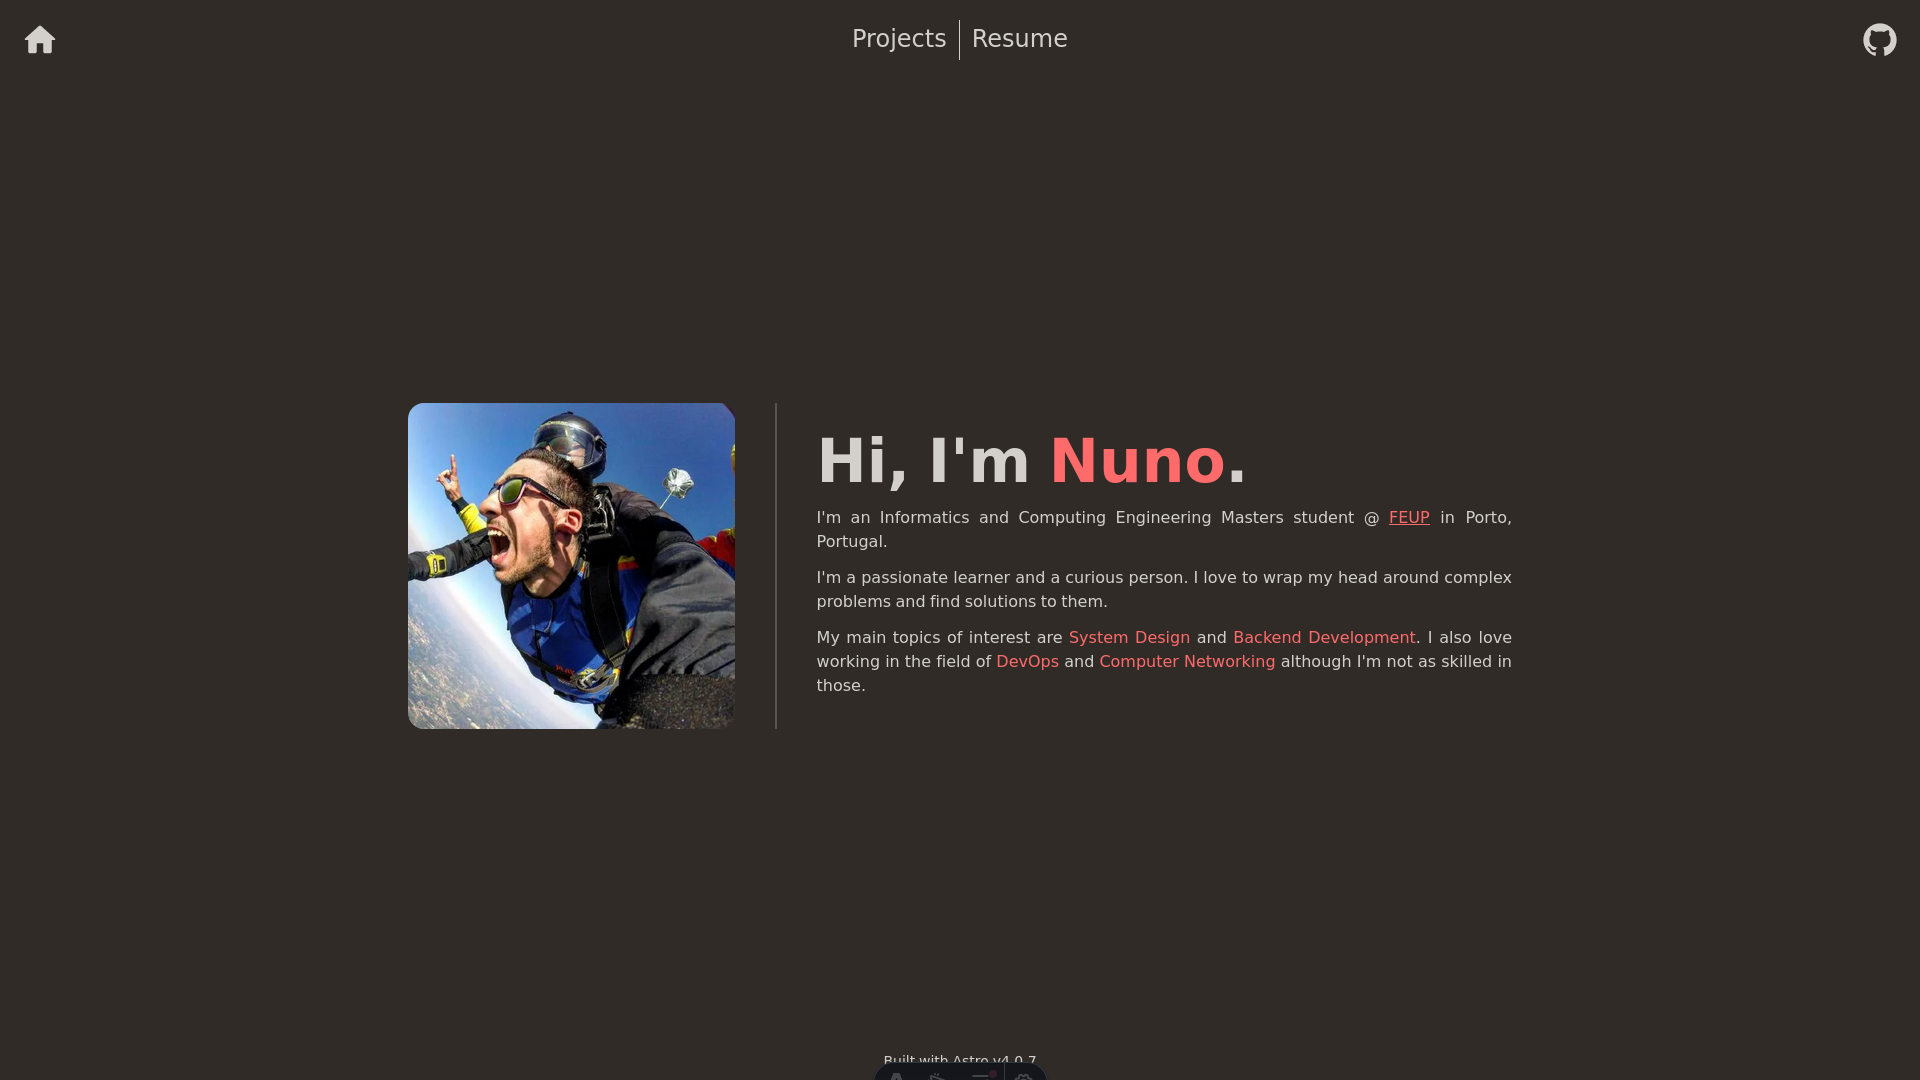 Projects
Resume
Hi, I'm Nuno.
I'm an Informatics and Computing Engineering Masters student @ FEUP in Porto,
Portugal.
I'm a passionate learner and a curious person. I love to wrap my head around complex
problems and find solutions to them.
My main topics of interest are System Design and Backend Development. I also love
working in the field of DevOps and Computer Networking although I'm not as skilled in
those.
Built with Astro v4.0.7